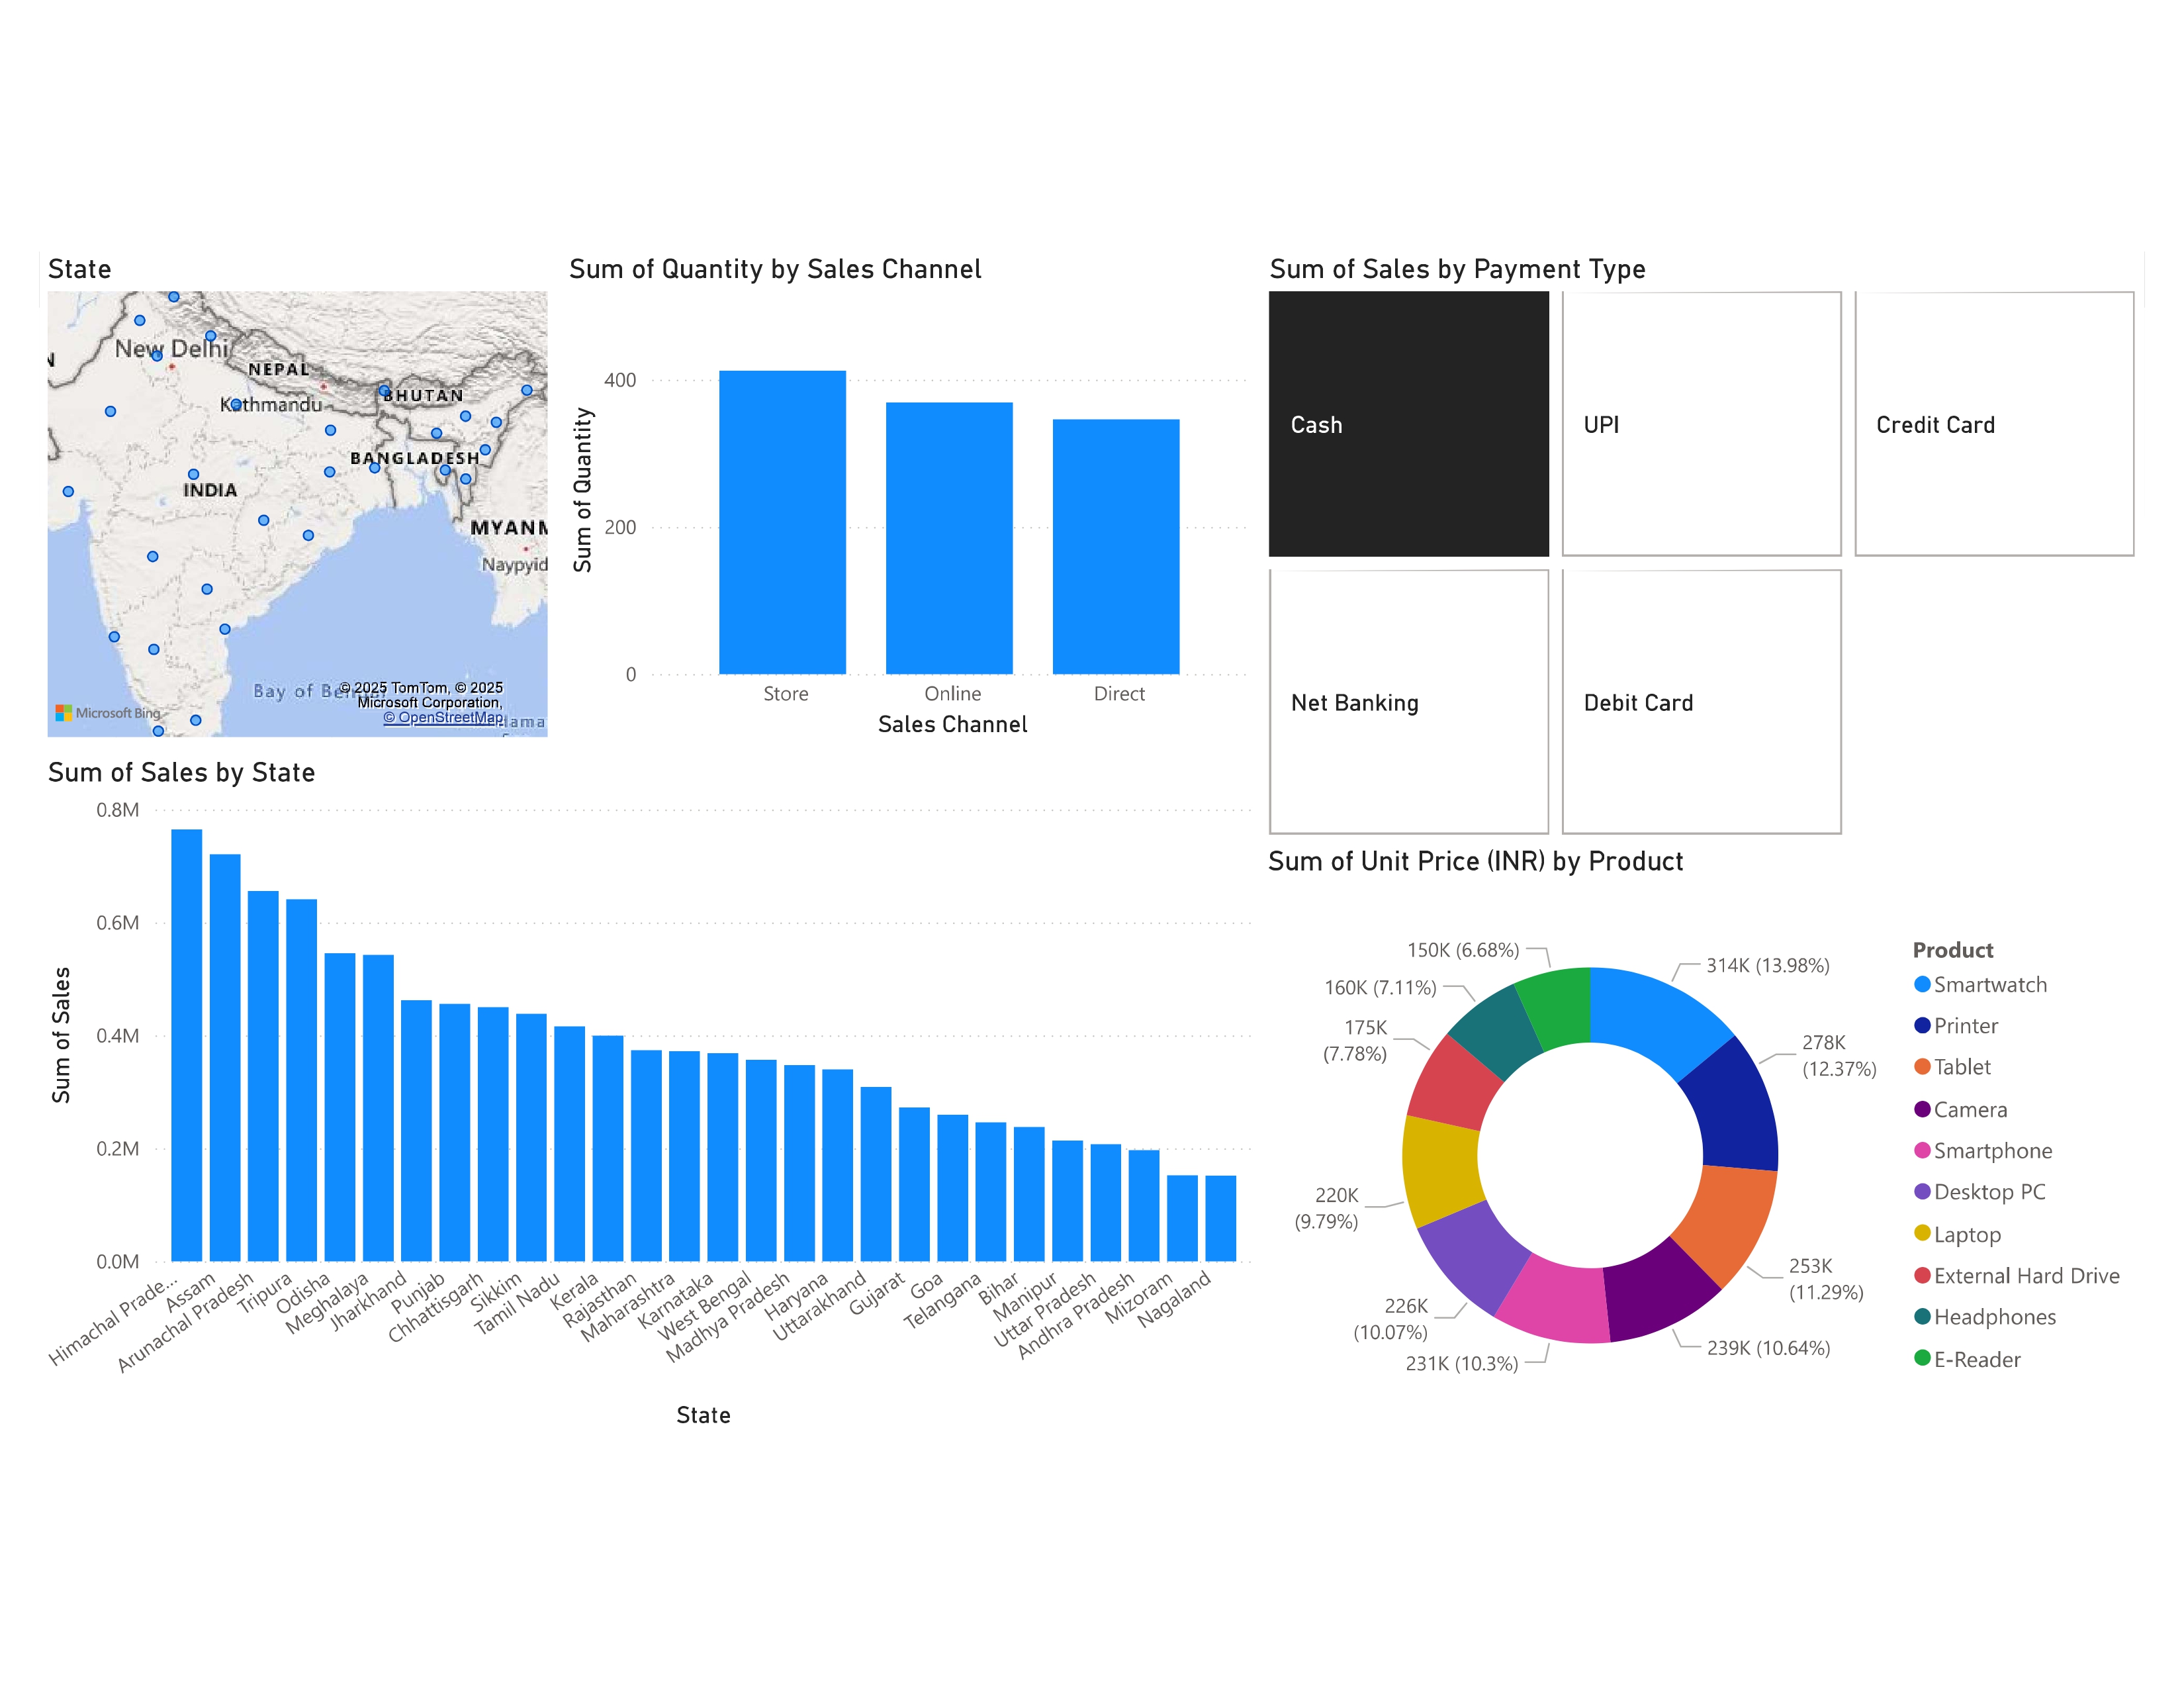 State
New Delhi
NEPAL
Kathmandu
BHUTAN
BANGLADESH
INDIA
MYANM
Naypyid
Bay of Ben
© 2025 TomTom, © 2025
Microsoft Corporation,
© OpenStreetMap
lama
Microsoft Bing
Sum of Quantity by Sales Channel
Sum of Quantity
400
200
0
Store
Online
Direct
Sales Channel
Sum of Sales by Payment Type
Cash
UPI
Credit Card
Net Banking
Debit Card
Sum of Sales by State
Sum of Sales
0.8M
0.6M
0.4M
0.2M
0.0M
Himachal Prade...
Assam
Arunachal Pradesh
Tripura
Odisha
Meghalaya
Jharkhand
Punjab
Chhattisgarh
Sikkim
Tamil Nadu
Kerala
Rajasthan
Maharashtra
Karnataka
West Bengal
Madhya Pradesh
Haryana
Uttarakhand
Gujarat
Goa
Telangana
Bihar
Manipur
Uttar Pradesh
Andhra Pradesh
Mizoram
Nagaland
State
Sum of Unit Price (INR) by Product
314K (13.98%)
278K
(12.37%)
253K
(11.29%)
239K (10.64%)
231K (10.3%)
226K
(10.07%)
220K
(9.79%)
175K
(7.78%)
160K (7.11%)
150K (6.68%)
Product
Smartwatch
Printer
Tablet
Camera
Smartphone
Desktop PC
Laptop
External Hard Drive
Headphones
E-Reader